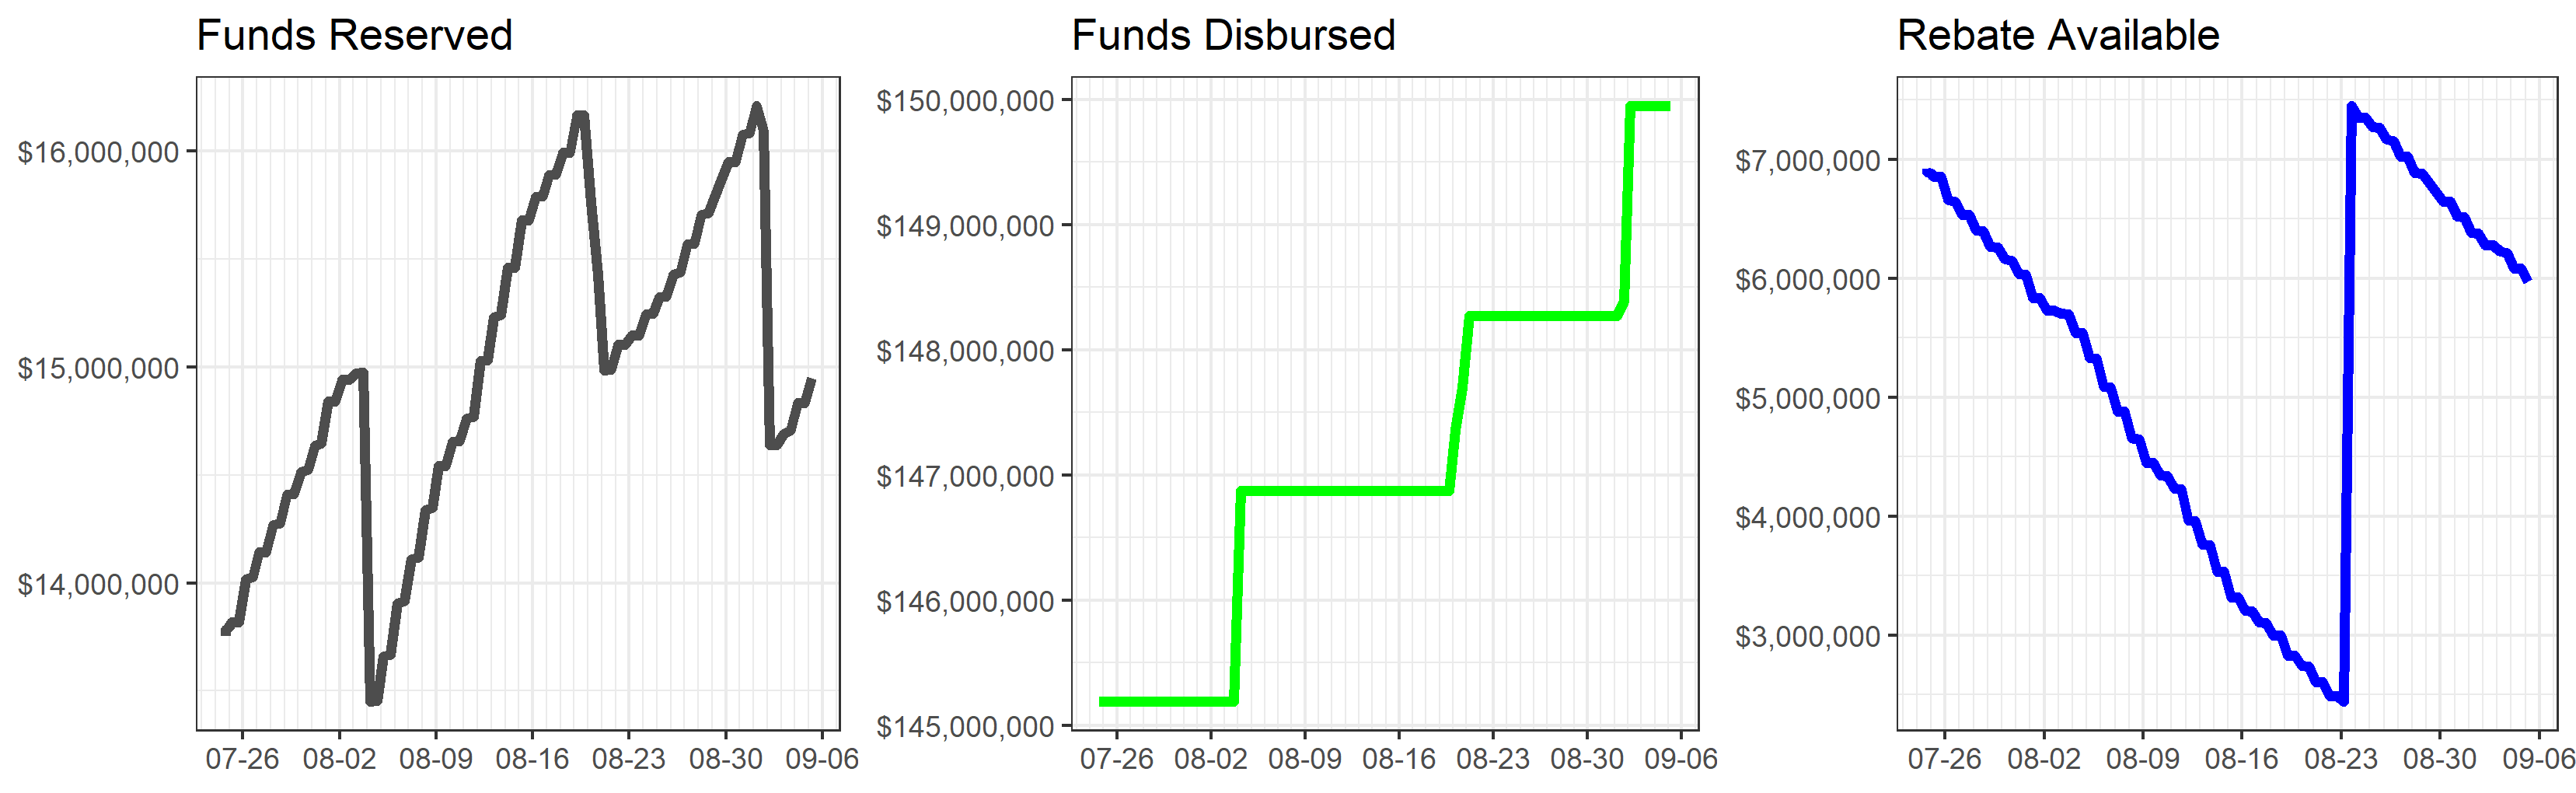 Funds Reserved
$16,000,000
$15,000,000
$14,000,000
07-26 08-02 08-09 08-16 08-23 08-30 09-06
Funds Disbursed
$150,000,000
$149,000,000
$148,000,000
$147,000,000
$146,000,000
$145,000,000
07-26 08-02 08-09 08-16 08-23 08-30 09-06
Rebate Available
$7,000,000
$6,000,000
$5,000,000
$4,000,000
$3,000,000
07-26 08-02 08-09 08-16 08-23 08-30 09-06